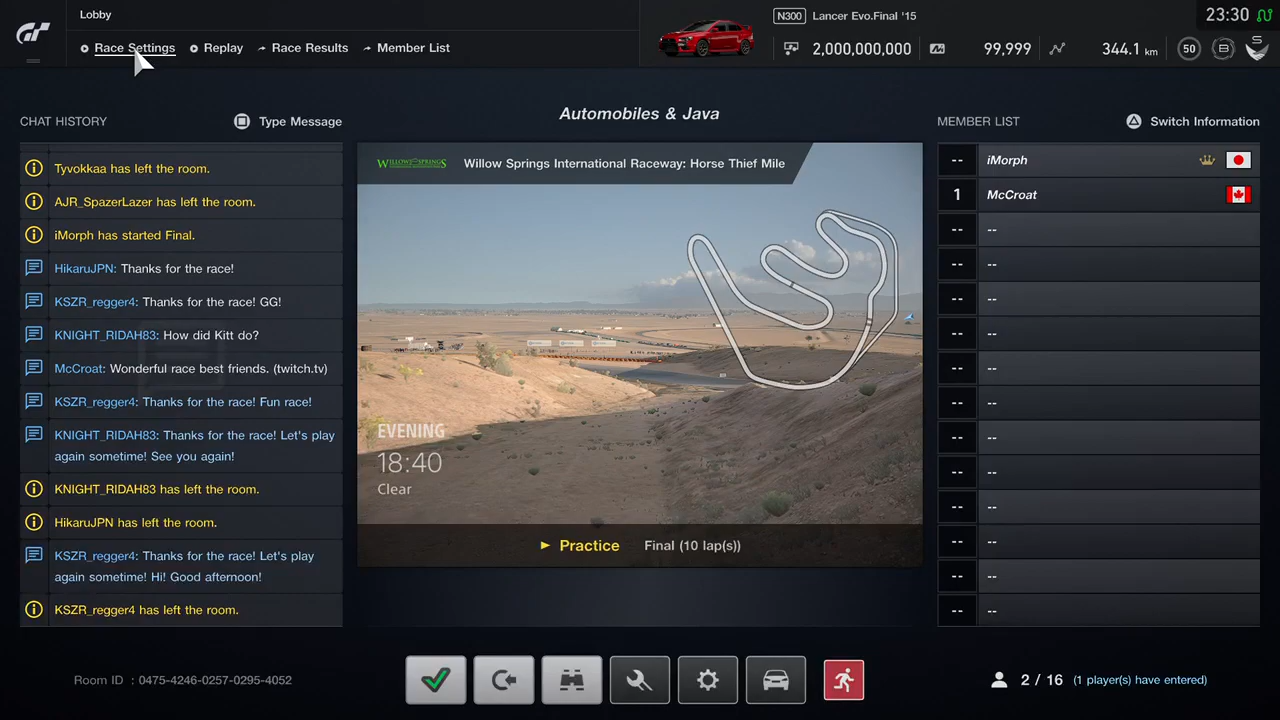 Lobby
Race Settings
Replay
Race Results
Member List
N300
Lancer Evo.Final '15
2,000,000,000
99,999
344.1 km
50
B
S
23:30
CHAT HISTORY
Type Message
Tyvokkaa has left the room.
AJR_SpazerLazer has left the room.
iMorph has started Final.
HikaruJPN: Thanks for the race!
KSZR_regger4: Thanks for the race! GG!
KNIGHT_RIDAH83: How did Kitt do?
McCroat: Wonderful race best friends. (twitch.tv)
KSZR_regger4: Thanks for the race! Fun race!
KNIGHT_RIDAH83: Thanks for the race! Let's play
again sometime! See you again!
KNIGHT_RIDAH83 has left the room.
HikaruJPN has left the room.
KSZR_regger4: Thanks for the race! Let's play
again sometime! Hi! Good afternoon!
KSZR_regger4 has left the room.
Automobiles & Java
WILLOW SPRINGS
Willow Springs International Raceway: Horse Thief Mile
EVENING
18:40
Clear
Practice
Final (10 lap(s))
MEMBER LIST
Switch Information
-- iMorph
1 McCroat
-- --
-- --
-- --
-- --
-- --
-- --
-- --
-- --
-- --
-- --
-- --
-- --
Room ID : 0475-4246-0257-0295-4052
2 / 16
(1 player(s) have entered)